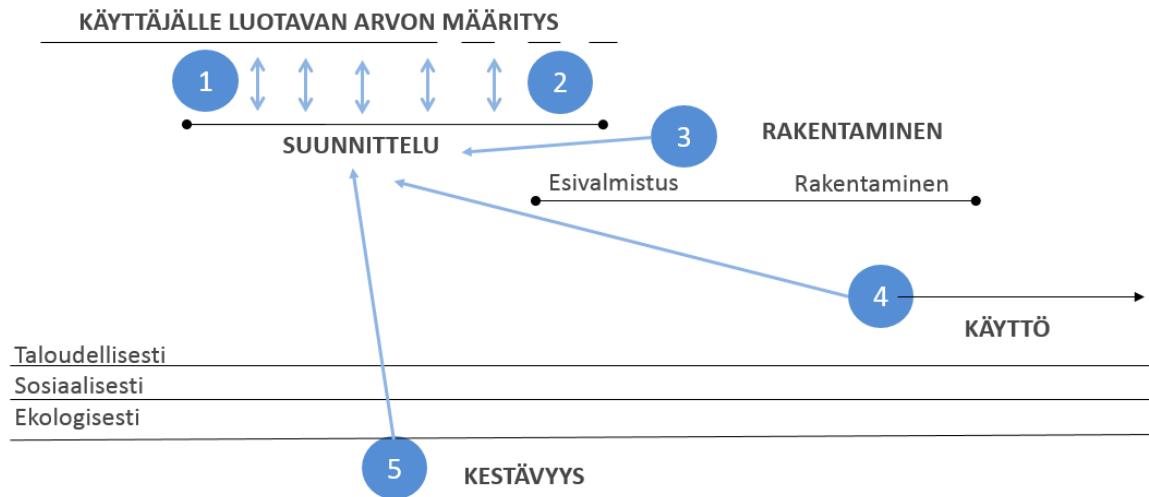 KÄYTTÄJÄLLE LUOTAVAN ARVON MÄÄRITYS
1
2
SUUNNITTELU
3
RAKENTAMINEN
Esivalmistus
Rakentaminen
4
KÄYTTÖ
Taloudellisesti
Sosiaalisesti
Ekologisesti
5
KESTÄVYYS